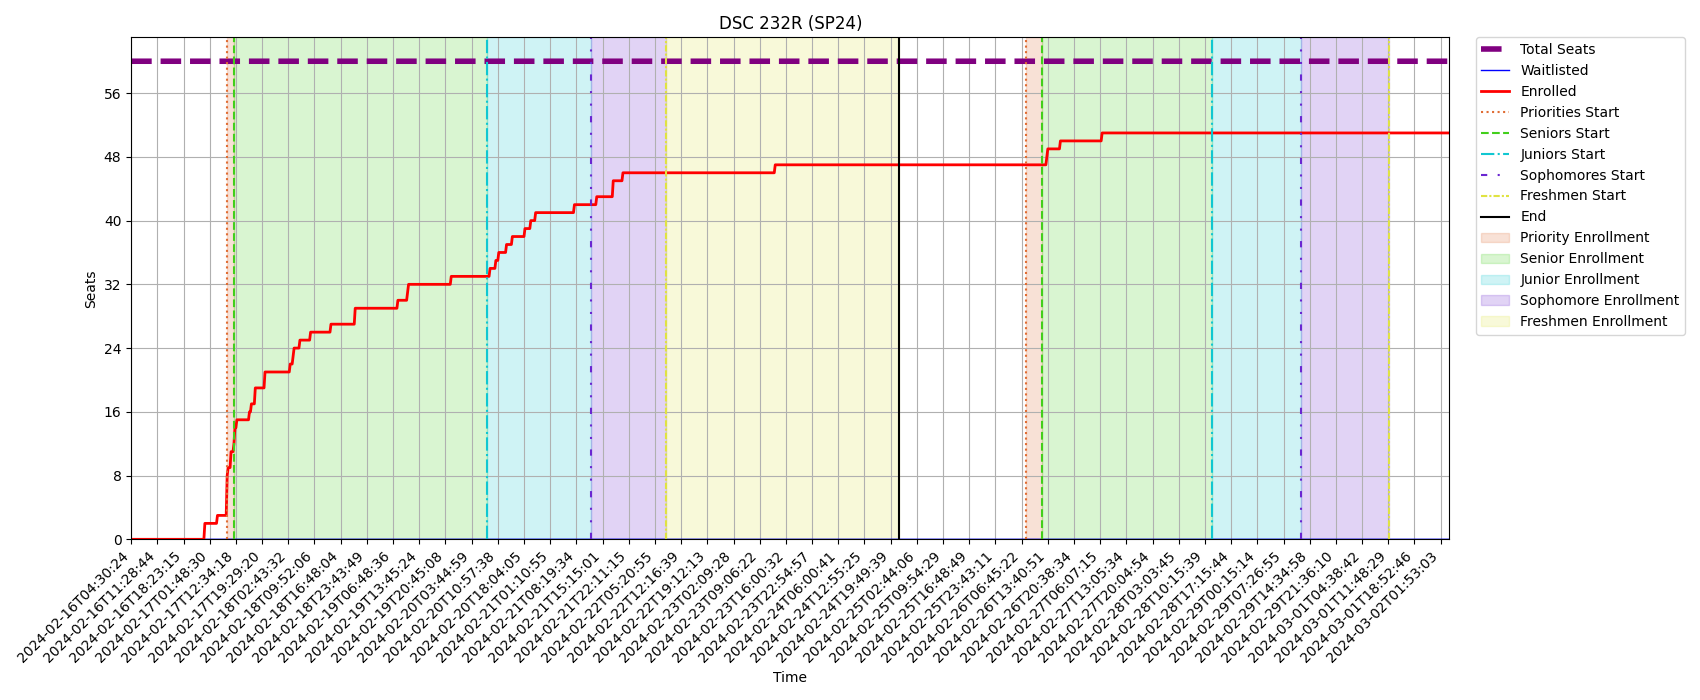 DSC 232R (SP24)
Seats
56
48
40
32
24
16
8
0
2024-02-16T04:30:24
2024-02-16T11:28:44
2024-02-16T18:23:15
2024-02-17T01:48:30
2024-02-17T12:34:18
2024-02-17T19:29:20
2024-02-18T02:43:32
2024-02-18T09:52:06
2024-02-18T16:48:04
2024-02-18T23:43:49
2024-02-19T06:48:36
2024-02-19T13:45:24
2024-02-19T20:45:08
2024-02-20T03:44:59
2024-02-20T10:57:38
2024-02-20T18:04:05
2024-02-21T01:10:55
2024-02-21T08:19:34
2024-02-21T15:15:01
2024-02-21T22:11:15
2024-02-22T05:20:55
2024-02-22T12:16:39
2024-02-22T19:12:13
2024-02-23T02:09:28
2024-02-23T09:06:22
2024-02-23T16:00:32
2024-02-23T22:54:57
2024-02-24T06:00:41
2024-02-24T12:55:25
2024-02-24T19:49:39
2024-02-25T02:44:06
2024-02-25T09:54:29
2024-02-25T16:48:49
2024-02-25T23:43:11
2024-02-26T06:45:22
2024-02-26T13:40:51
2024-02-26T20:38:34
2024-02-27T06:07:15
2024-02-27T13:05:34
2024-02-27T20:04:54
2024-02-28T03:03:45
2024-02-28T10:15:39
2024-02-28T17:15:44
2024-02-29T00:15:14
2024-02-29T07:26:55
2024-02-29T14:34:58
2024-02-29T21:36:10
2024-03-01T04:38:42
2024-03-01T11:48:29
2024-03-01T18:52:46
2024-03-02T01:53:03
Time
Total Seats
Waitlisted
Enrolled
Priorities Start
Seniors Start
Juniors Start
Sophomores Start
Freshmen Start
End
Priority Enrollment
Senior Enrollment
Junior Enrollment
Sophomore Enrollment
Freshmen Enrollment